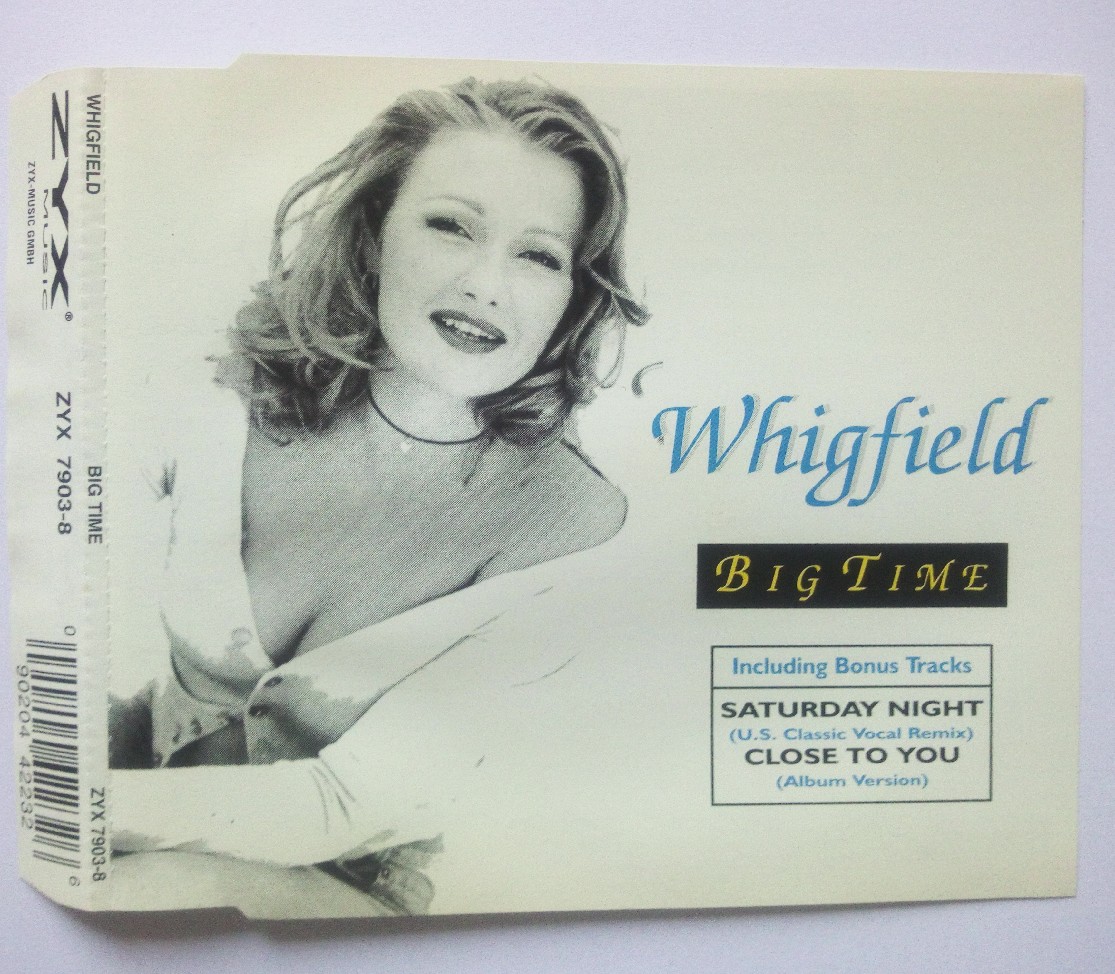 WHIGFIELD
BIG TIME
ZYX 7903-8
ZYX
MUSIC
®
ZYX-MUSIC GMBH
ZYX 7903-8
0
90204 42232
6
Whigfield
BIG TIME
Including Bonus Tracks
SATURDAY NIGHT
(U.S. Classic Vocal Remix)
CLOSE TO YOU
(Album Version)